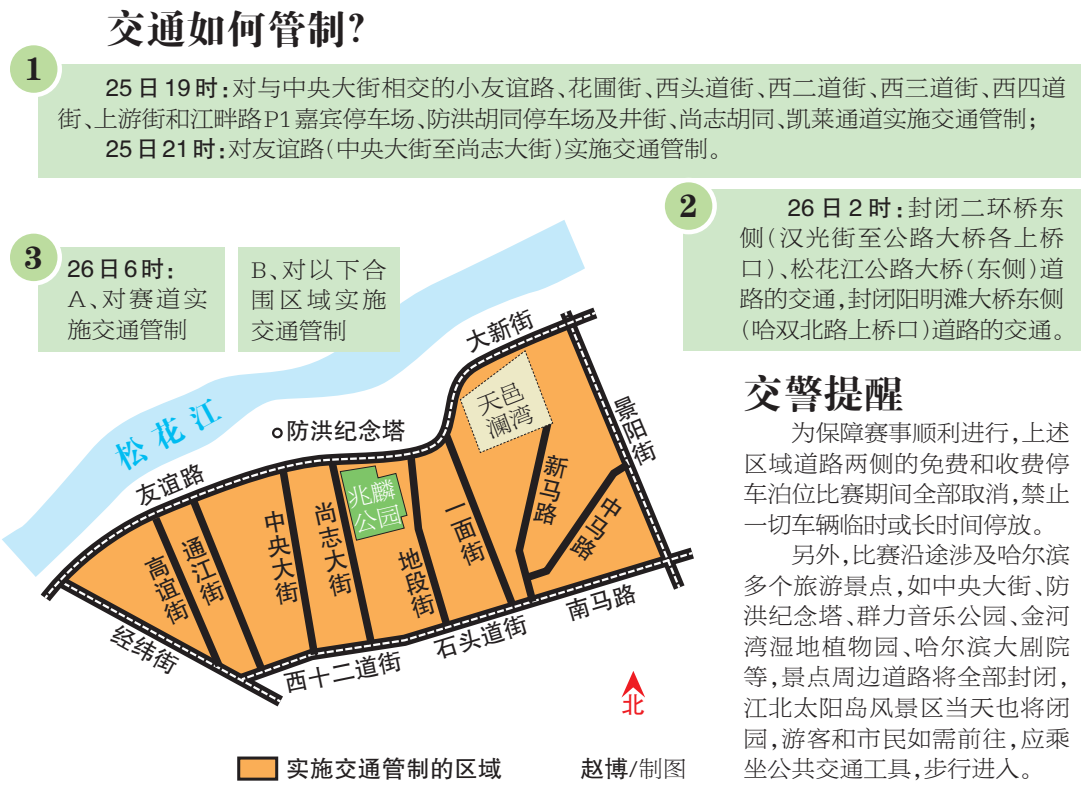 交通如何管制?
1
25日19时:对与中央大街相交的小友谊路、花圃街、西头道街、西二道街、西三道街、西四道
街、上游街和江畔路P1嘉宾停车场、防洪胡同停车场及井街、尚志胡同、凯莱通道实施交通管制;
25日21时:对友谊路(中央大街至尚志大街)实施交通管制。
2
26日2时:封闭二环桥东
侧(汉光街至公路大桥各上桥
口)、松花江公路大桥(东侧)道
路的交通,封闭阳明滩大桥东侧
(哈双北路上桥口)道路的交通。
3
26日6时:
A、对赛道实
施交通管制
B、对以下合
围区域实施
交通管制
大新街
天邑
澜湾
景阳街
松花江
防洪纪念塔
友谊路
兆麟
公园
新马路
中马路
一面街
尚志大街
中央大街
地段街
通江街
高谊街
经纬街
西十二道街
石头道街
南马路
北
实施交通管制的区域
赵博/制图
交警提醒
为保障赛事顺利进行,上述
区域道路两侧的免费和收费停
车泊位比赛期间全部取消,禁止
一切车辆临时或长时间停放。
另外,比赛沿途涉及哈尔滨
多个旅游景点,如中央大街、防
洪纪念塔、群力音乐公园、金河
湾湿地植物园、哈尔滨大剧院
等,景点周边道路将全部封闭,
江北太阳岛风景区当天也将闭
园,游客和市民如需前往,应乘
坐公共交通工具,步行进入。